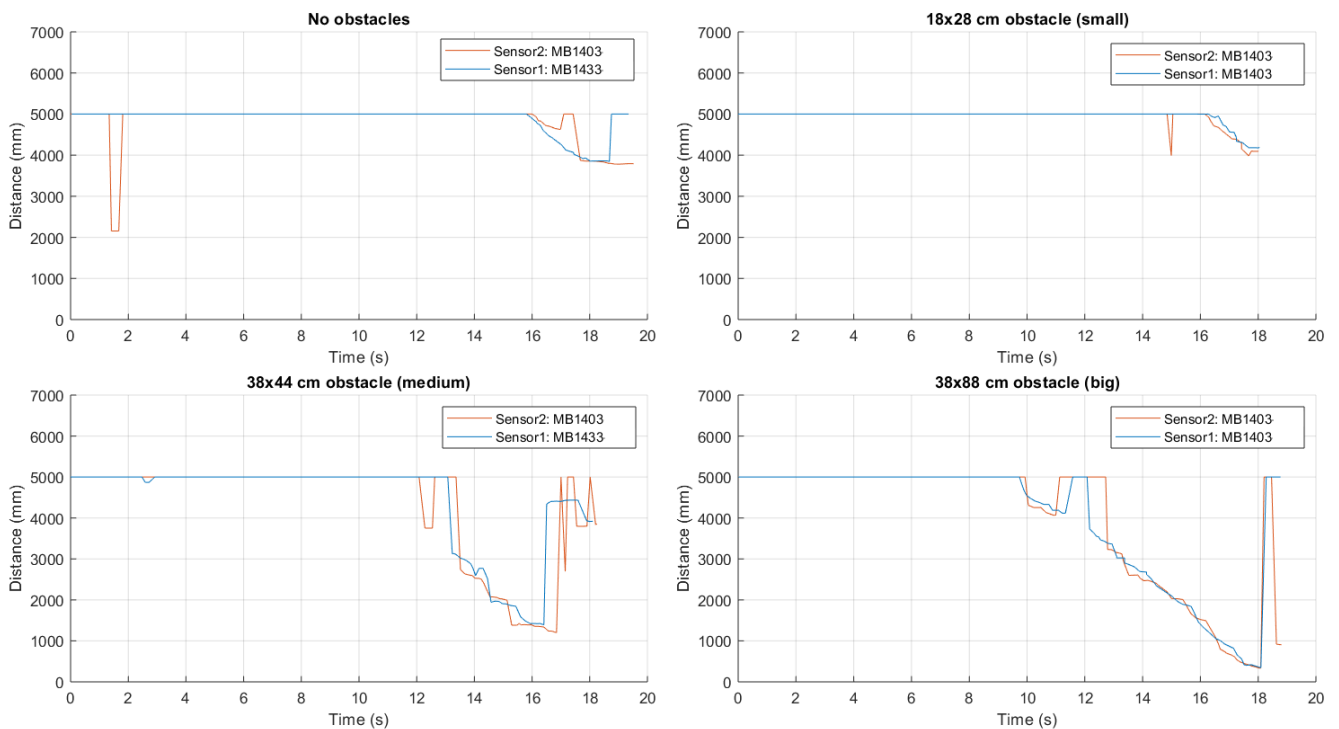 No obstacles
7000
6000
5000
4000
3000
2000
1000
0
Distance (mm)
Sensor2: MB1403
Sensor1: MB1433
0 2 4 6 8 10 12 14 16 18 20
Time (s)
18x28 cm obstacle (small)
7000
6000
5000
4000
3000
2000
1000
0
Distance (mm)
Sensor2: MB1403
Sensor1: MB1403
0 2 4 6 8 10 12 14 16 18 20
Time (s)
38x44 cm obstacle (medium)
7000
6000
5000
4000
3000
2000
1000
0
Distance (mm)
Sensor2: MB1403
Sensor1: MB1433
0 2 4 6 8 10 12 14 16 18 20
Time (s)
38x88 cm obstacle (big)
7000
6000
5000
4000
3000
2000
1000
0
Distance (mm)
Sensor2: MB1403
Sensor1: MB1403
0 2 4 6 8 10 12 14 16 18 20
Time (s)